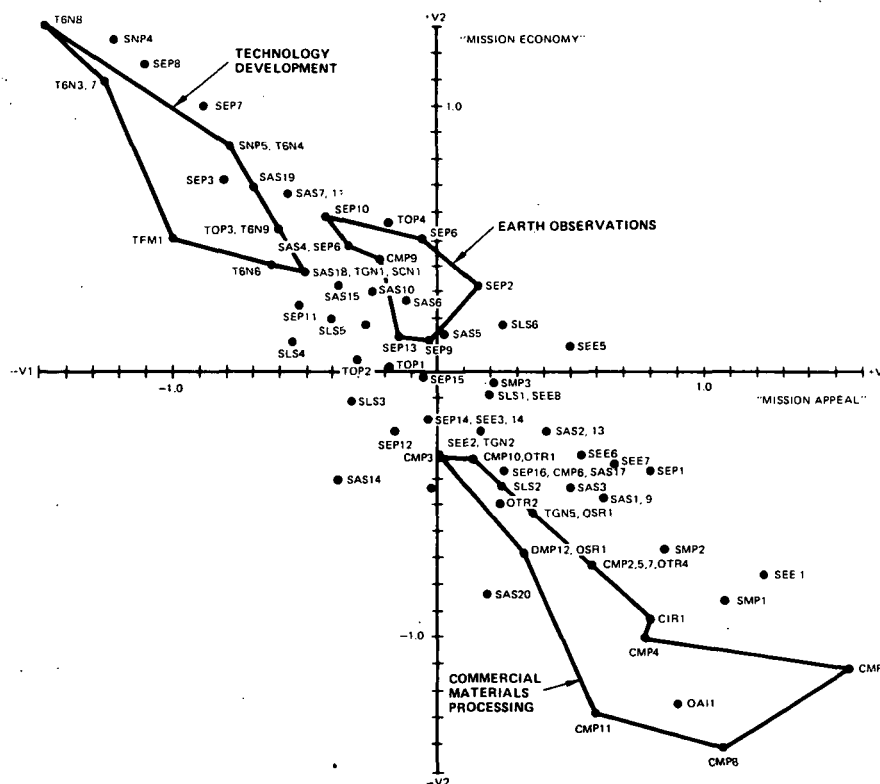 +V2
T6N8
SNP4
"MISSION ECONOMY"
TECHNOLOGY
DEVELOPMENT
SEP8
T6N3, 7
SEP7
1.0
SNP5, T6N4
SEP3
SAS19
SAS7, 11
SEP10
TOP4
TOP3, T6N9
SEP6
EARTH OBSERVATIONS
TFM1
SAS4, SEP6
CMP9
T6N6
SAS18, TGN1, SCN1
SEP2
SAS15
SAS10
SAS6
SEP11
SLS5
SAS5
SLS6
SLS4
SEP13
SEP9
SEE5
TOP2
TOP1
--V1
-1.0
SEP15
SMP3
1.0
+V
SLS3
SLS1, SEE8
"MISSION APPEAL"
SEP14, SEE3, 14
SEP12
SAS2, 13
SEE2, TGN2
CMP3
CMP10, OTR1
SEE6
SEE7
SEP16, CMP6, SAS17
SEP1
SAS14
SLS2
SAS3
OTR2
SAS1, 9
TGN5, OSR1
DMP12, OSR1
SMP2
CMP2,5,7,OTR4
SEE 1
SAS20
SMP1
CIR1
-1.0
CMP4
COMMERCIAL
MATERIALS
PROCESSING
CMP
OAI1
CMP11
CMP8
-V2